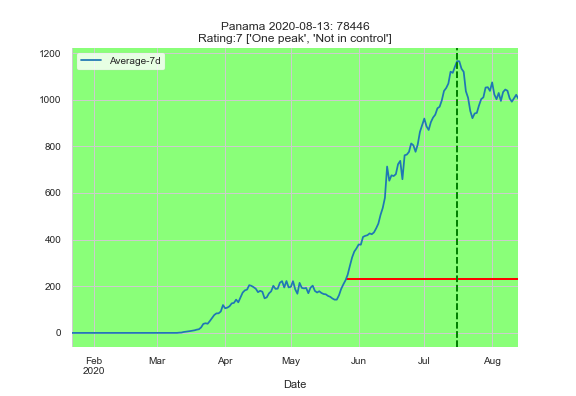 Panama 2020-08-13: 78446
Rating:7 ['One peak', 'Not in control']
Average-7d
1200
1000
800
600
400
200
0
Feb
2020
Mar
Apr
May
Jun
Jul
Aug
Date